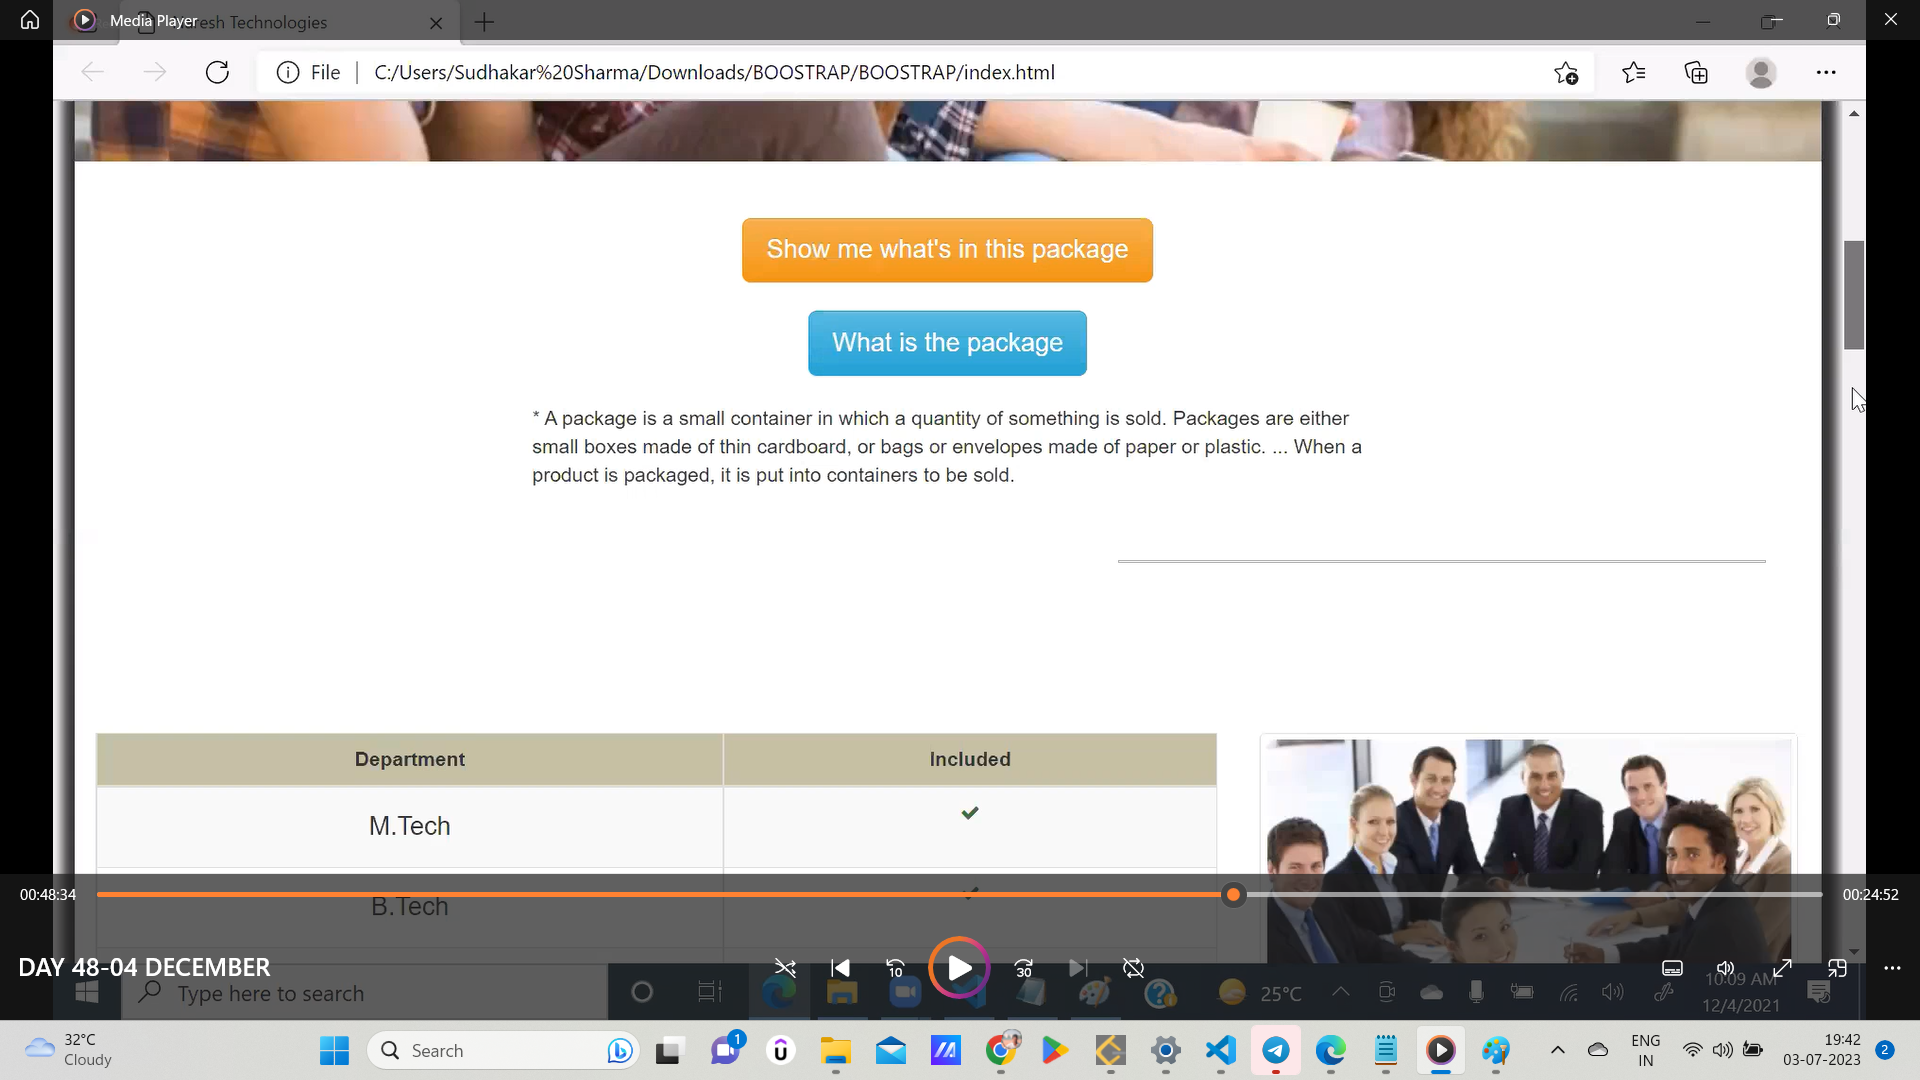 Media Player
resh Technologies
File
C:/Users/Sudhakar%20Sharma/Downloads/BOOSTRAP/BOOSTRAP/index.html
Show me what's in this package
What is the package
* A package is a small container in which a quantity of something is sold. Packages are either
small boxes made of thin cardboard, or bags or envelopes made of paper or plastic. ... When a
product is packaged, it is put into containers to be sold.
Department Included
M.Tech
B.Tech
00:48:34 00:24:52
DAY 48-04 DECEMBER
10 30
Type here to search
25°C
10:09 AM
12/4/2021
32°C
Cloudy
Search
1
ENG
IN
19:42
03-07-2023
2